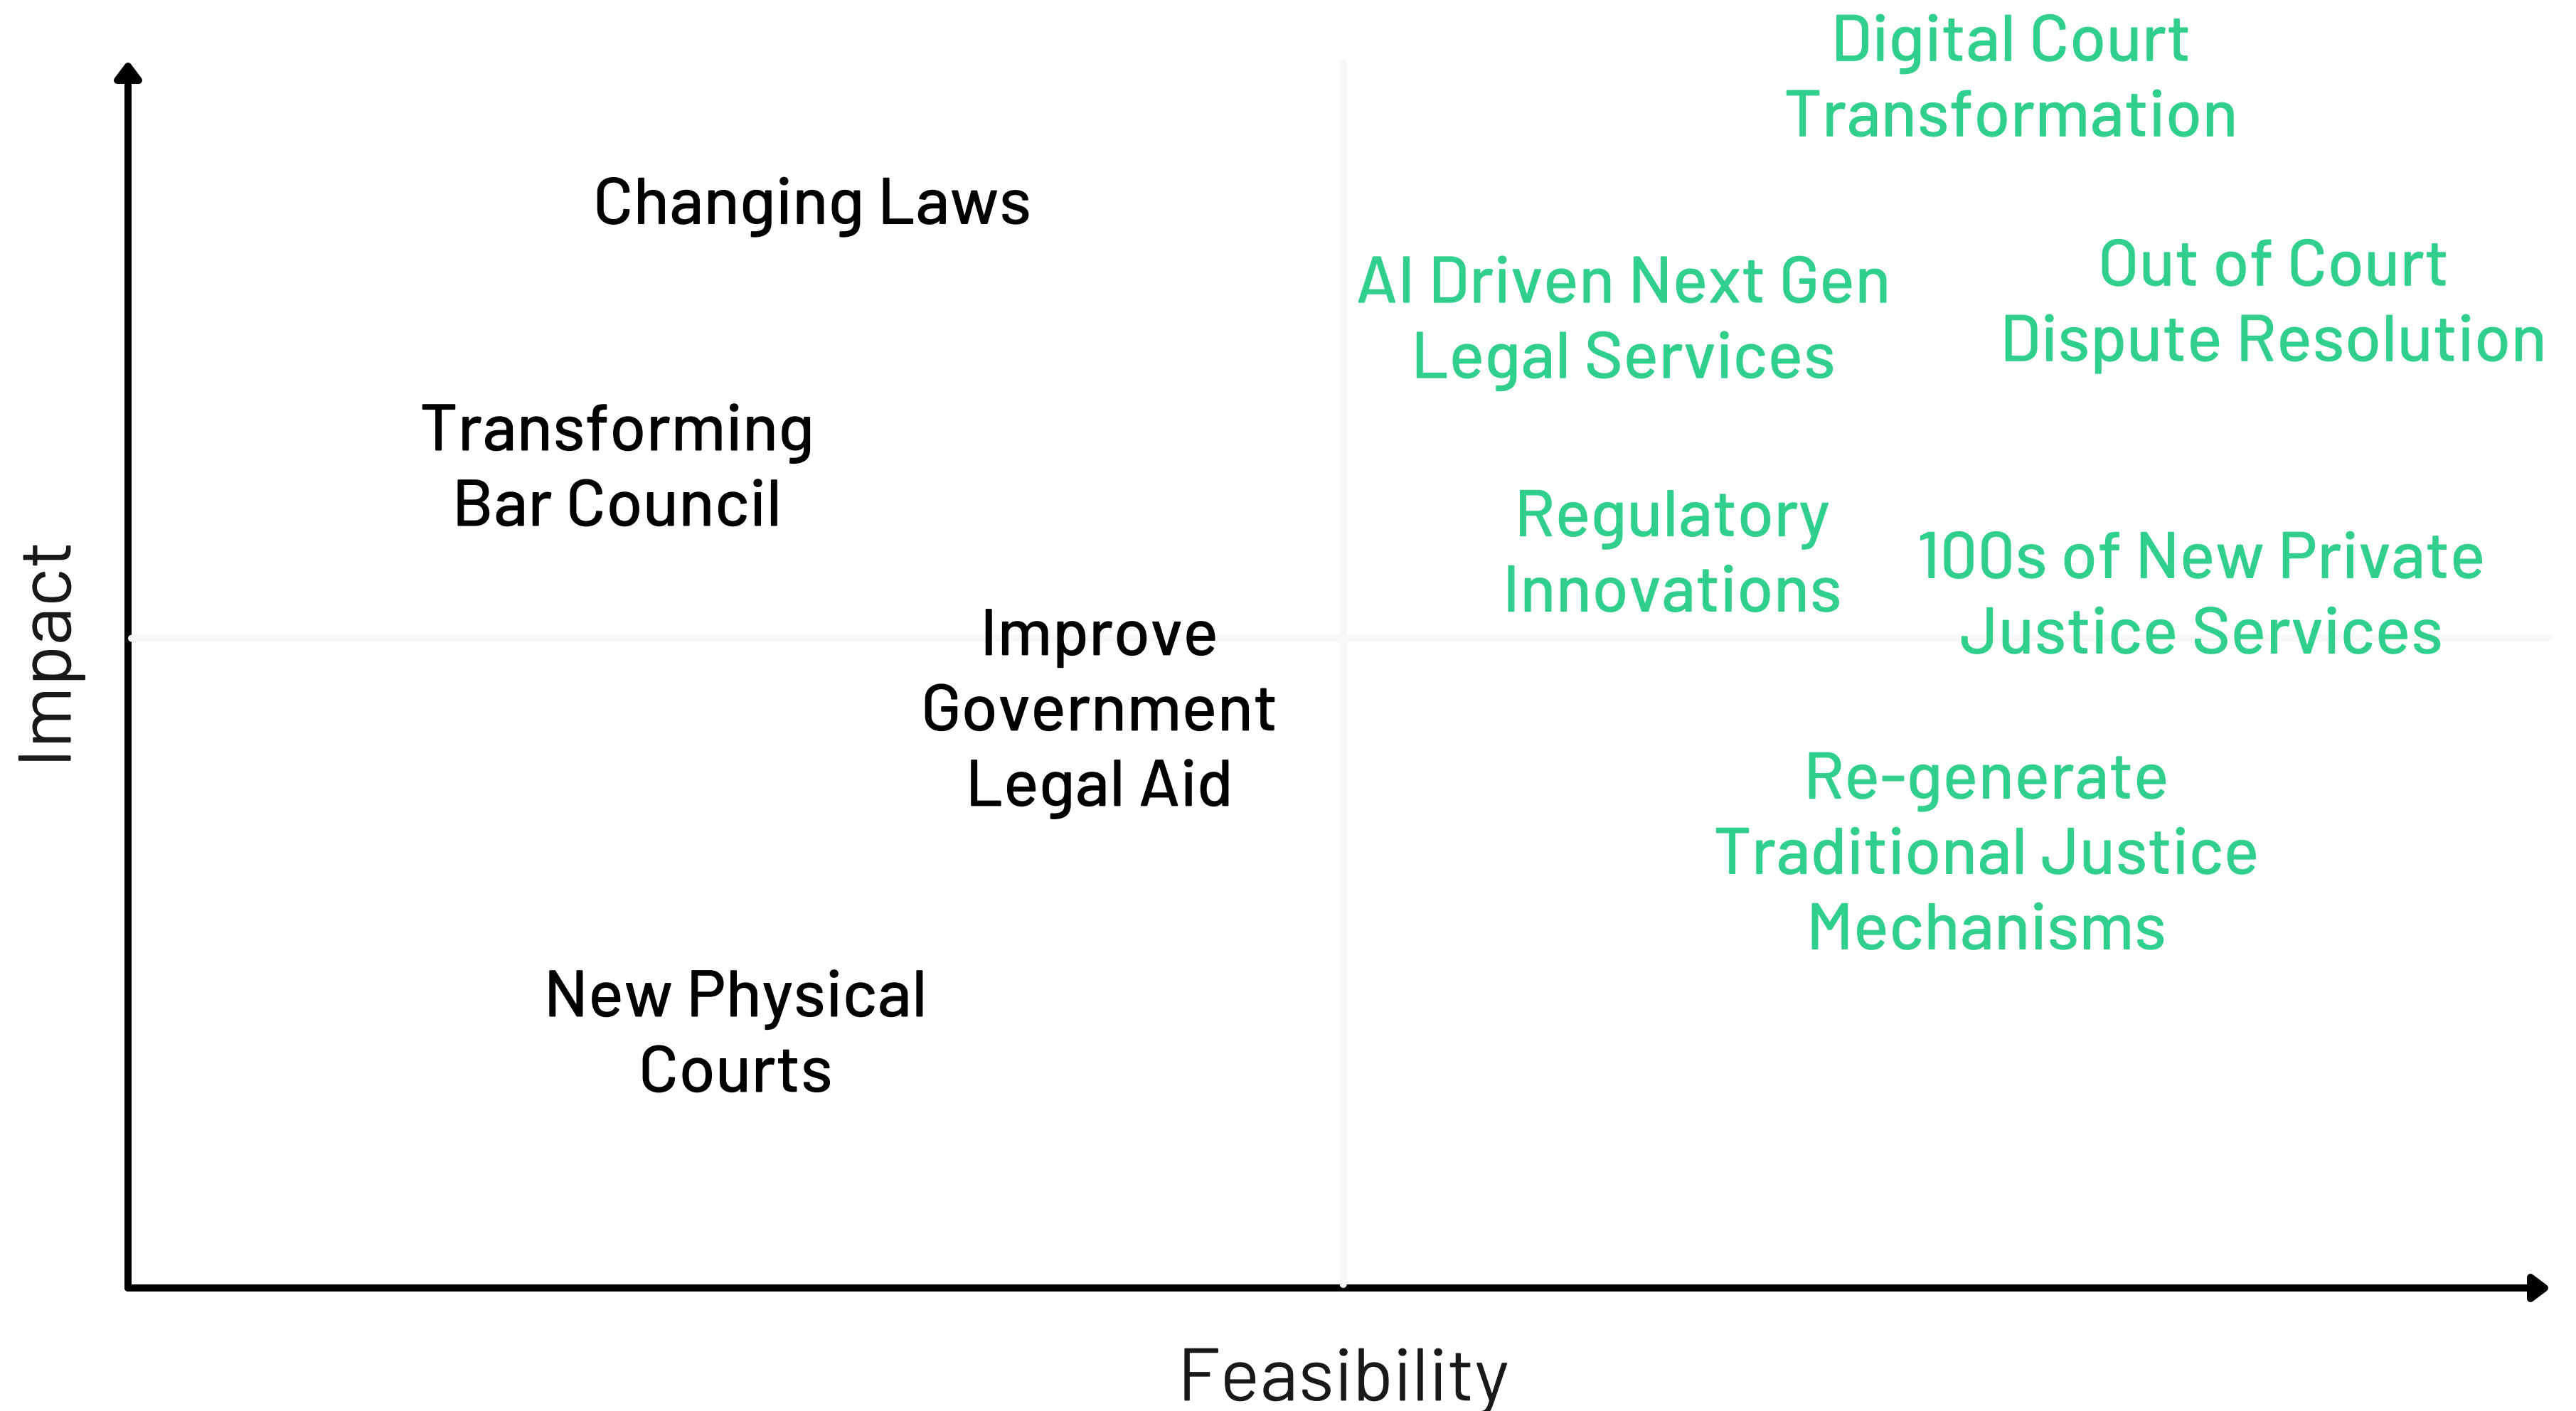 Digital Court
Transformation
Changing Laws
AI Driven Next Gen
Legal Services
Out of Court
Dispute Resolution
Transforming
Bar Council
Regulatory
Innovations
100s of New Private
Justice Services
Impact
Improve
Government
Legal Aid
Re-generate
Traditional Justice
Mechanisms
New Physical
Courts
Feasibility